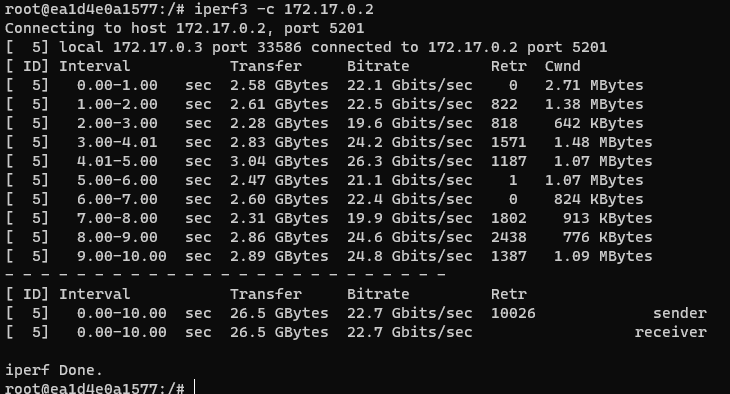 root@ea1d4e0a1577:/# iperf3 -c 172.17.0.2
Connecting to host 172.17.0.2, port 5201
[  5] local 172.17.0.3 port 33586 connected to 172.17.0.2 port 5201
[ ID] Interval           Transfer     Bitrate         Retr  Cwnd
[  5]   0.00-1.00   sec  2.58 GBytes  22.1 Gbits/sec    0   2.71 MBytes
[  5]   1.00-2.00   sec  2.61 GBytes  22.5 Gbits/sec  822   1.38 MBytes
[  5]   2.00-3.00   sec  2.28 GBytes  19.6 Gbits/sec  818    642 KBytes
[  5]   3.00-4.01   sec  2.83 GBytes  24.2 Gbits/sec  1571   1.48 MBytes
[  5]   4.01-5.00   sec  3.04 GBytes  26.3 Gbits/sec  1187   1.07 MBytes
[  5]   5.00-6.00   sec  2.47 GBytes  21.1 Gbits/sec    1   1.07 MBytes
[  5]   6.00-7.00   sec  2.60 GBytes  22.4 Gbits/sec    0    824 KBytes
[  5]   7.00-8.00   sec  2.31 GBytes  19.9 Gbits/sec  1802    913 KBytes
[  5]   8.00-9.00   sec  2.86 GBytes  24.6 Gbits/sec  2438    776 KBytes
[  5]   9.00-10.00  sec  2.89 GBytes  24.8 Gbits/sec  1387   1.09 MBytes
- - - - - - - - - - - - - - - - - - - - - - - - -
[ ID] Interval           Transfer     Bitrate         Retr
[  5]   0.00-10.00  sec  26.5 GBytes  22.7 Gbits/sec  10026             sender
[  5]   0.00-10.00  sec  26.5 GBytes  22.7 Gbits/sec                  receiver
iperf Done.
root@ea1d4e0a1577:/#